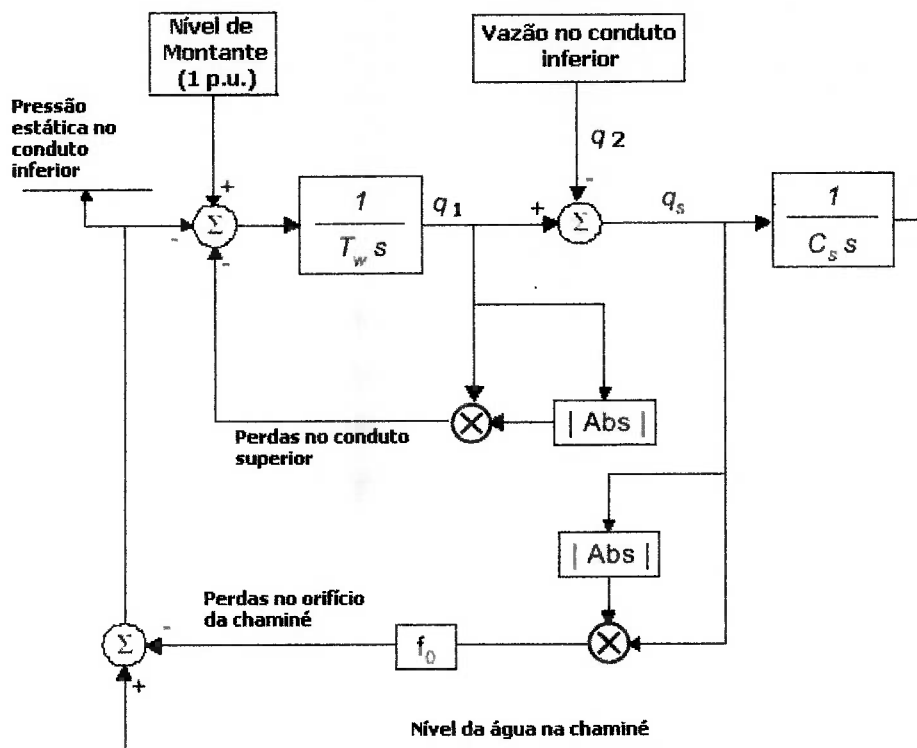 Nível de
Montante
(1 p.u.)
Vazão no conduto
inferior
Pressão
estática no
conduto
inferior
q 2
+
-
-
Σ
-
1
T_w s
q 1
+
Σ
q_s
1
C_s s
| Abs |
Perdas no conduto
superior
| Abs |
Perdas no orifício
da chaminé
-
Σ
+
f_0
Nível da água na chaminé